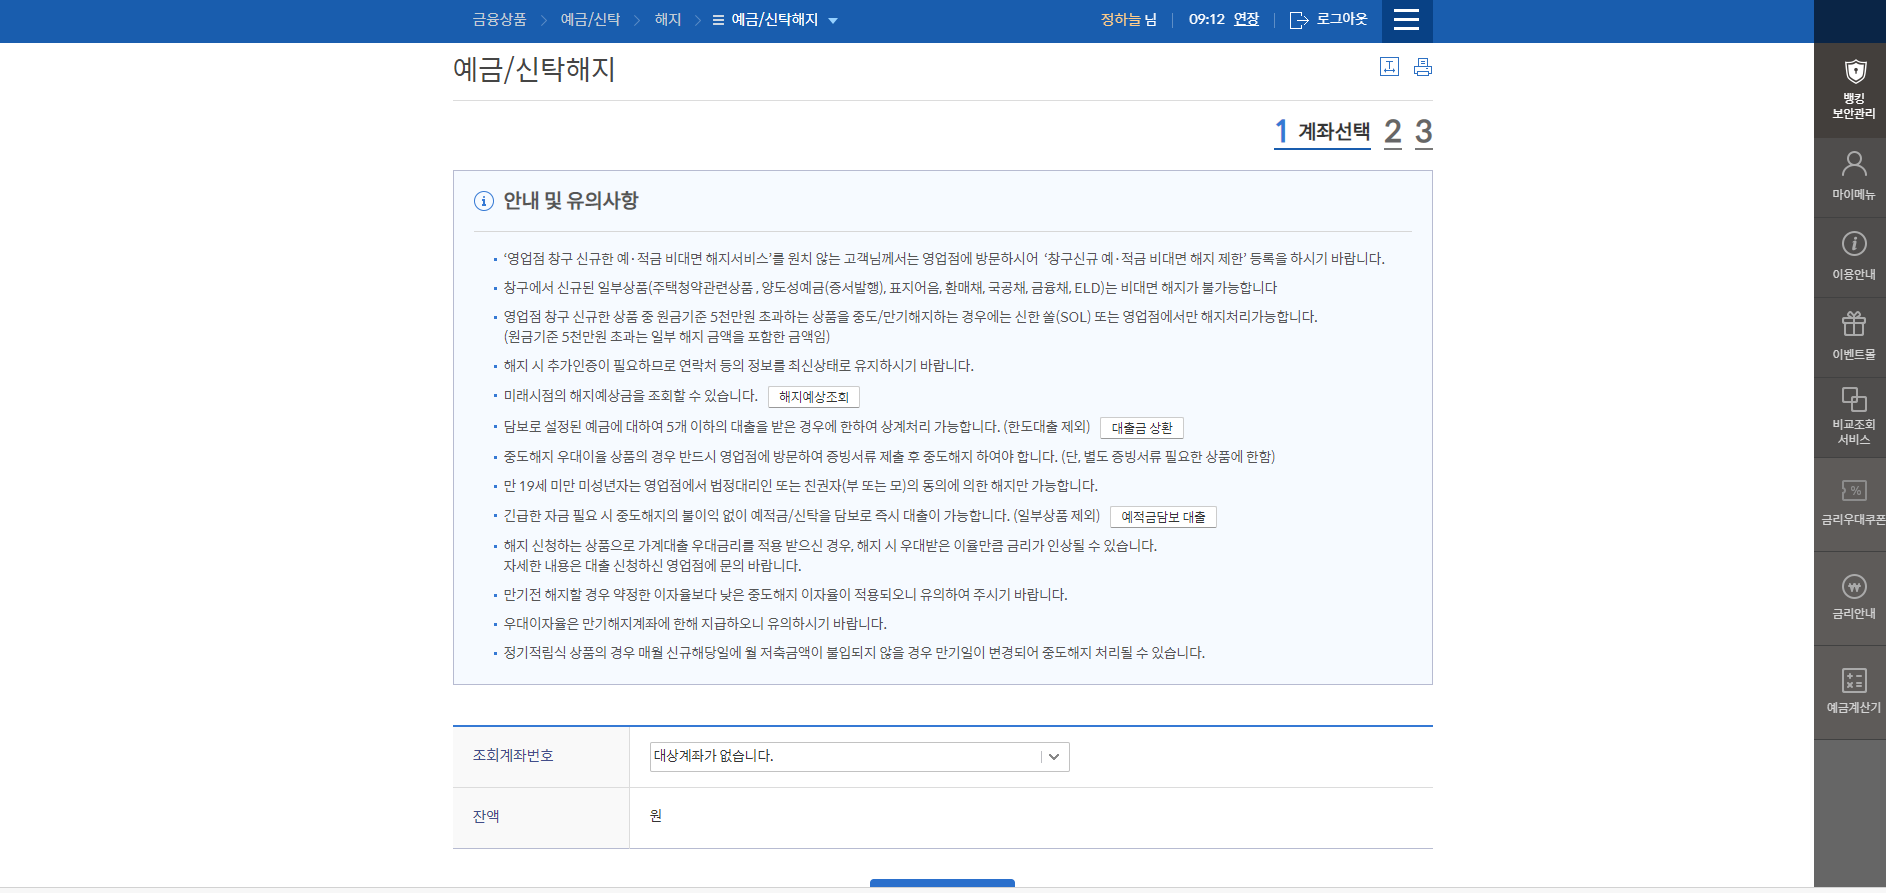 금융상품 예금/신탁 해지 예금/신탁해지 정하늘 님 09:12 연장 로그아웃
예금/신탁해지
1 계좌선택 2 3
안내 및 유의사항
‘영업점 창구 신규한 예·적금 비대면 해지서비스’를 원치 않는 고객님께서는 영업점에 방문하시어 ‘창구신규 예·적금 비대면 해지 제한’ 등록을 하시기 바랍니다.
창구에서 신규된 일부상품(주택청약관련상품 , 양도성예금(증서발행), 표지어음, 환매채, 국공채, 금융채, ELD)는 비대면 해지가 불가능합니다
영업점 창구 신규한 상품 중 원금기준 5천만원 초과하는 상품을 중도/만기해지하는 경우에는 신한 쏠(SOL) 또는 영업점에서만 해지처리가능합니다.
(원금기준 5천만원 초과는 일부 해지 금액을 포함한 금액임)
해지 시 추가인증이 필요하므로 연락처 등의 정보를 최신상태로 유지하시기 바랍니다.
미래시점의 해지예상금을 조회할 수 있습니다. 해지예상조회
담보로 설정된 예금에 대하여 5개 이하의 대출을 받은 경우에 한하여 상계처리 가능합니다. (한도대출 제외) 대출금 상환
중도해지 우대이율 상품의 경우 반드시 영업점에 방문하여 증빙서류 제출 후 중도해지 하여야 합니다. (단, 별도 증빙서류 필요한 상품에 한함)
만 19세 미만 미성년자는 영업점에서 법정대리인 또는 친권자(부 또는 모)의 동의에 의한 해지만 가능합니다.
긴급한 자금 필요 시 중도해지의 불이익 없이 예적금/신탁을 담보로 즉시 대출이 가능합니다. (일부상품 제외) 예적금담보 대출
해지 신청하는 상품으로 가계대출 우대금리를 적용 받으신 경우, 해지 시 우대받은 이율만큼 금리가 인상될 수 있습니다.
자세한 내용은 대출 신청하신 영업점에 문의 바랍니다.
만기전 해지할 경우 약정한 이자율보다 낮은 중도해지 이자율이 적용되오니 유의하여 주시기 바랍니다.
우대이자율은 만기해지계좌에 한해 지급하오니 유의하시기 바랍니다.
정기적립식 상품의 경우 매월 신규해당일에 월 저축금액이 불입되지 않을 경우 만기일이 변경되어 중도해지 처리될 수 있습니다.
조회계좌번호 대상계좌가 없습니다.
잔액 원
뱅킹
보안관리
마이메뉴
이용안내
이벤트몰
비교조회
서비스
%
금리우대쿠폰
금리안내
예금계산기